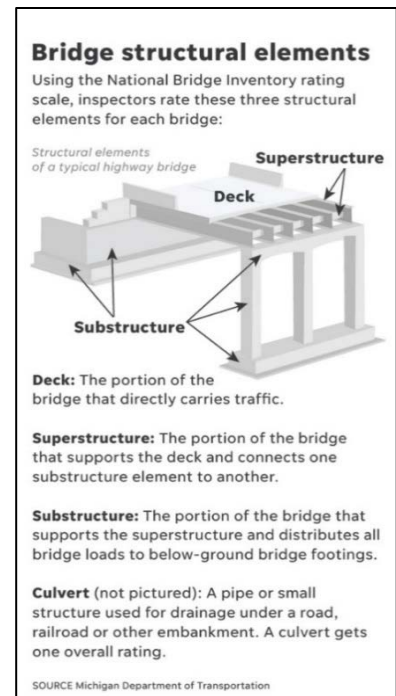 Bridge structural elements
Using the National Bridge Inventory rating
scale, inspectors rate these three structural
elements for each bridge:
Structural elements
of a typical highway bridge
Superstructure
Deck
Substructure
Deck: The portion of the
bridge that directly carries traffic.
Superstructure: The portion of the bridge
that supports the deck and connects one
substructure element to another.
Substructure: The portion of the bridge that
supports the superstructure and distributes all
bridge loads to below-ground bridge footings.
Culvert (not pictured): A pipe or small
structure used for drainage under a road,
railroad or other embankment. A culvert gets
one overall rating.
SOURCE Michigan Department of Transportation